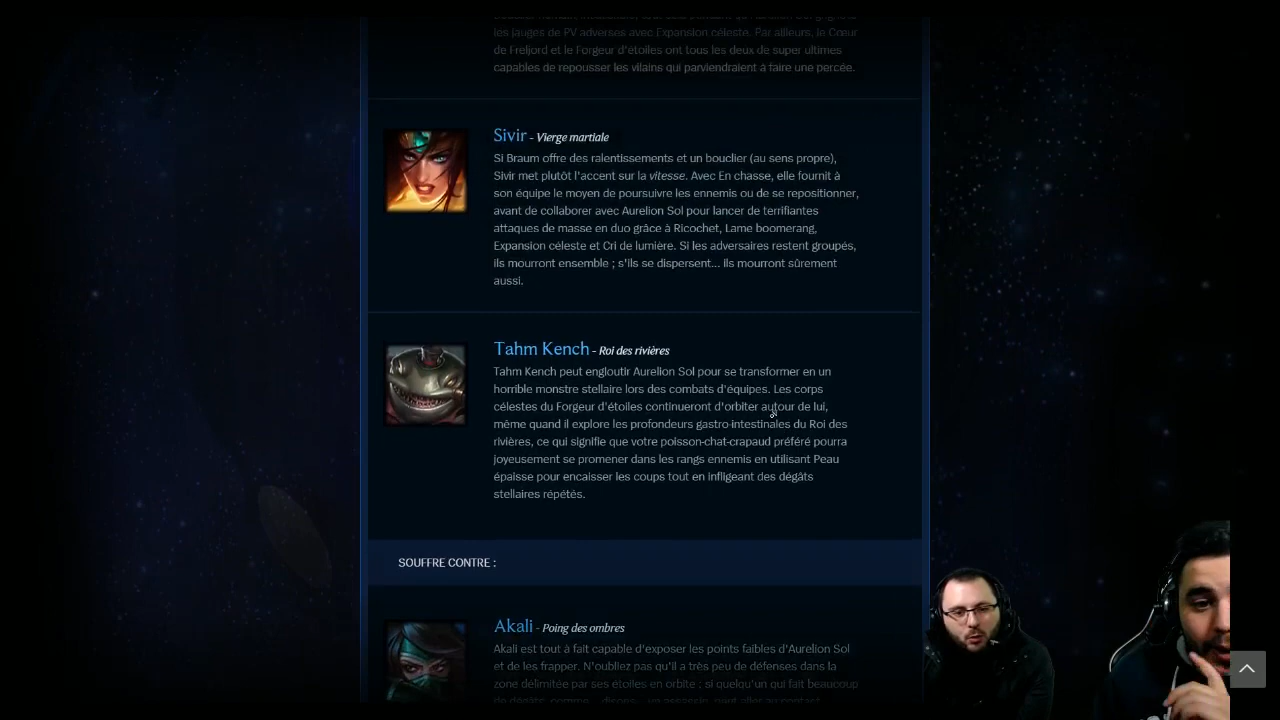 les jauges de PV adverses avec Expansion céleste. Par ailleurs, le Cœur
de Freljord et le Forgeur d'étoiles ont tous les deux de super ultimes
capables de repousser les vilains qui parviendraient à faire une percée.
Sivir - Vierge martiale
Si Braum offre des ralentissements et un bouclier (au sens propre),
Sivir met plutôt l'accent sur la vitesse. Avec En chasse, elle fournit à
son équipe le moyen de poursuivre les ennemis ou de se repositionner,
avant de collaborer avec Aurelion Sol pour lancer de terrifiantes
attaques de masse en duo grâce à Ricochet, Lame boomerang,
Expansion céleste et Cri de lumière. Si les adversaires restent groupés,
ils mourront ensemble ; s'ils se dispersent... ils mourront sûrement
aussi.
Tahm Kench - Roi des rivières
Tahm Kench peut engloutir Aurelion Sol pour se transformer en un
horrible monstre stellaire lors des combats d'équipes. Les corps
célestes du Forgeur d'étoiles continueront d'orbiter autour de lui,
même quand il explore les profondeurs gastro-intestinales du Roi des
rivières, ce qui signifie que votre poisson-chat-crapaud préféré pourra
joyeusement se promener dans les rangs ennemis en utilisant Peau
épaisse pour encaisser les coups tout en infligeant des dégâts
stellaires répétés.
SOUFFRE CONTRE :
Akali - Poing des ombres
Akali est tout à fait capable d'exposer les points faibles d'Aurelion Sol
et de les frapper. N'oubliez pas qu'il a très peu de défenses dans la
zone délimitée par ses étoiles en orbite ; si quelqu'un qui fait beaucoup
de dégâts, comme... disons... un assassin, peut aller au contact